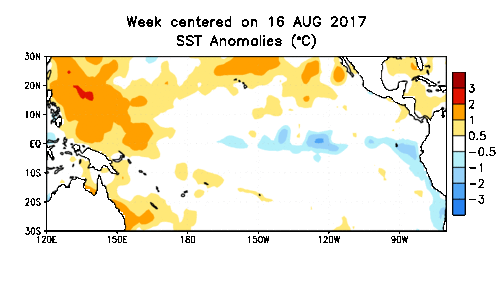 Week centered on 16 AUG 2017
SST Anomalies (°C)
30N
20N
10N
EQ
10S
20S
30S
120E
150E
180
150W
120W
90W
3
2
1
0.5
-0.5
-1
-2
-3